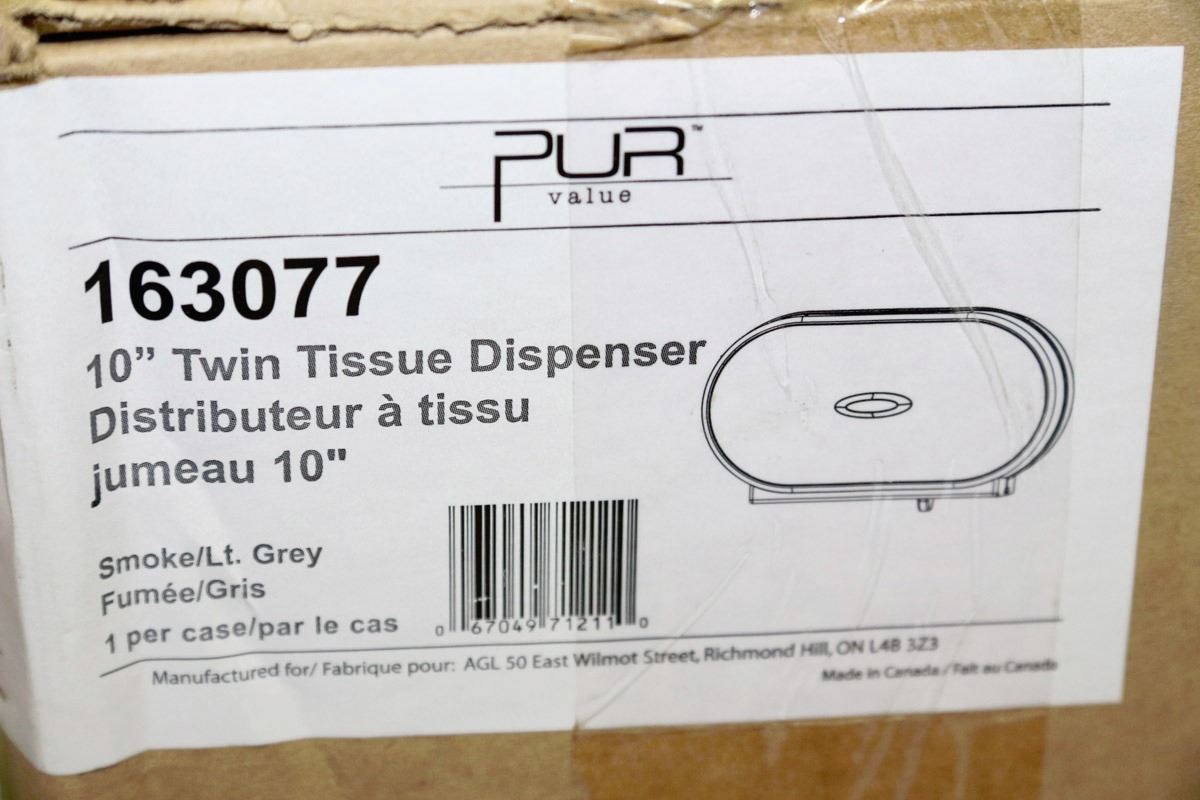 PUR™
value
163077
10” Twin Tissue Dispenser
Distributeur à tissu
jumeau 10"
Smoke/Lt. Grey
Fumée/Gris
1 per case/par le cas
0 67049 71211 0
Manufactured for/ Fabrique pour: AGL 50 East Wilmot Street, Richmond Hill, ON L4B 3Z3
Made in Canada / Fait au Canada